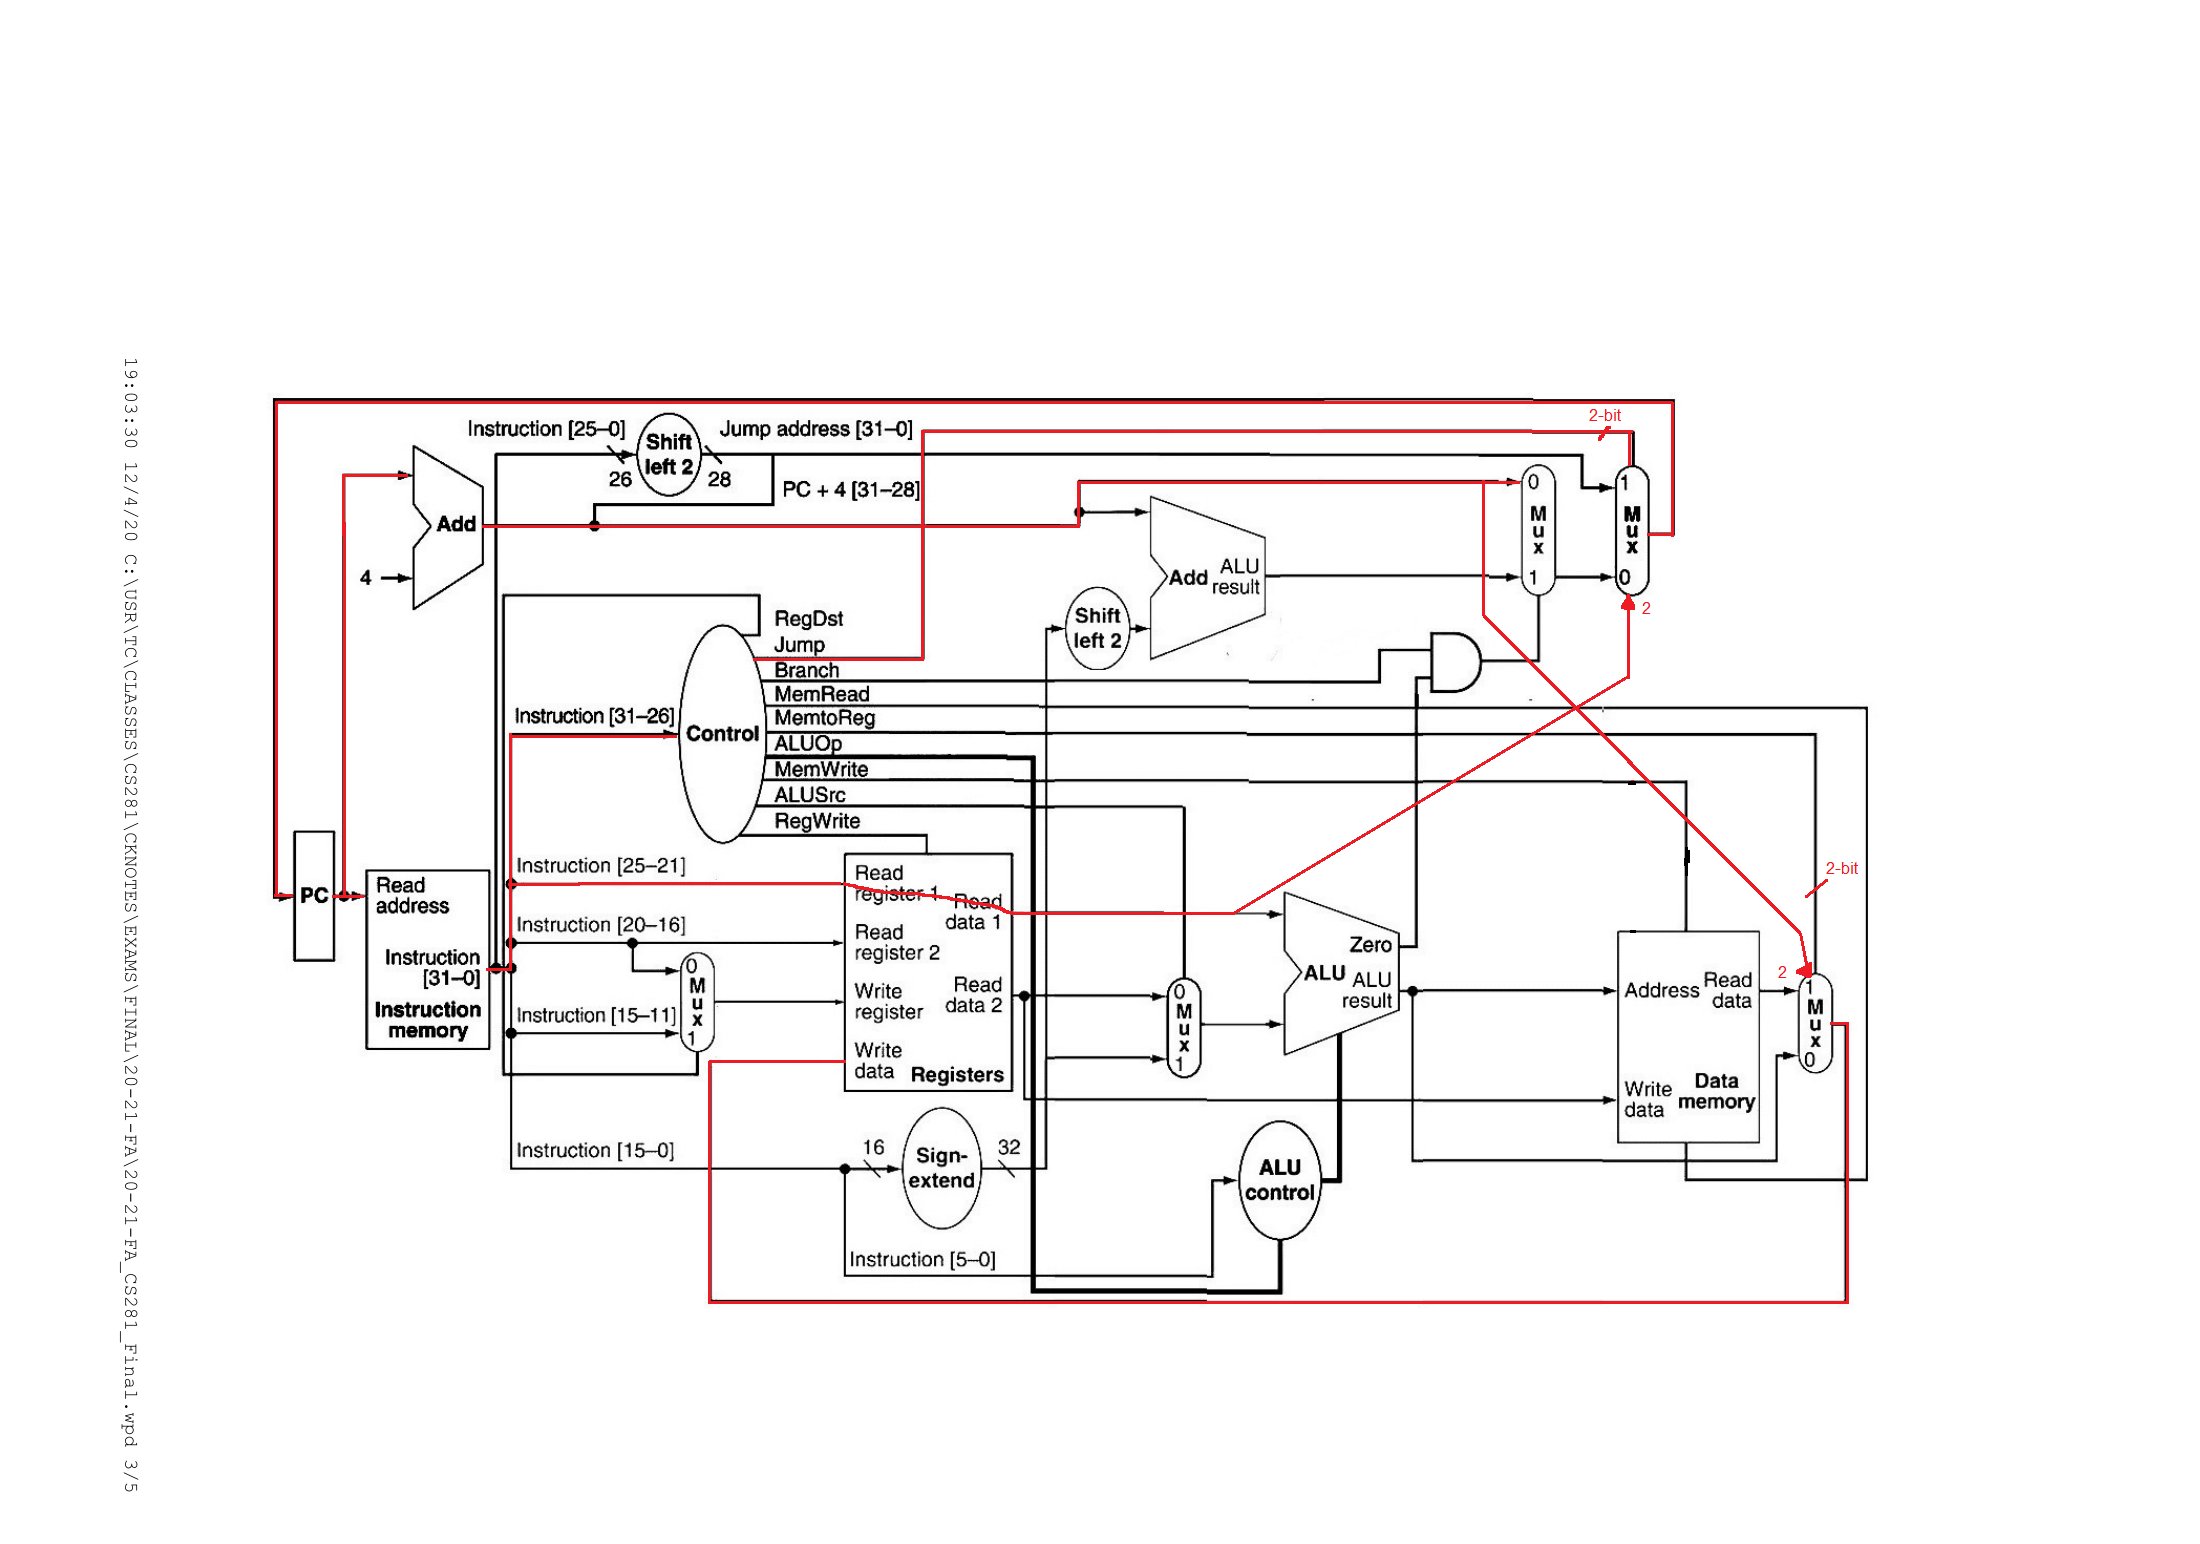 19:03:30 12/4/20 C:\USR\TC\CLASSES\CS281\CKNOTES\EXAMS\FINAL\20-21-FA\20-21-FA_CS281_Final.wpd 3/5
2-bit
Instruction [25–0]
Shift
left 2
Jump address [31–0]
26
28
PC + 4 [31–28]
Add
4
0
M
u
x
1
1
M
u
x
0
2
Add
ALU
result
Shift
left 2
RegDst
Jump
Branch
MemRead
MemtoReg
ALUOp
MemWrite
ALUSrc
RegWrite
Instruction [31–26]
Control
PC
Read
address
Instruction
[31–0]
Instruction
memory
Instruction [25–21]
Instruction [20–16]
Instruction [15–11]
Instruction [15–0]
0
M
u
x
1
Read
register 1
Read
data 1
Read
register 2
Write
register
Read
data 2
Write
data
Registers
0
M
u
x
1
Zero
ALU
ALU
result
2-bit
2
Address
Read
data
Write
data
Data
memory
1
M
u
x
0
16
Sign-
extend
32
ALU
control
Instruction [5–0]